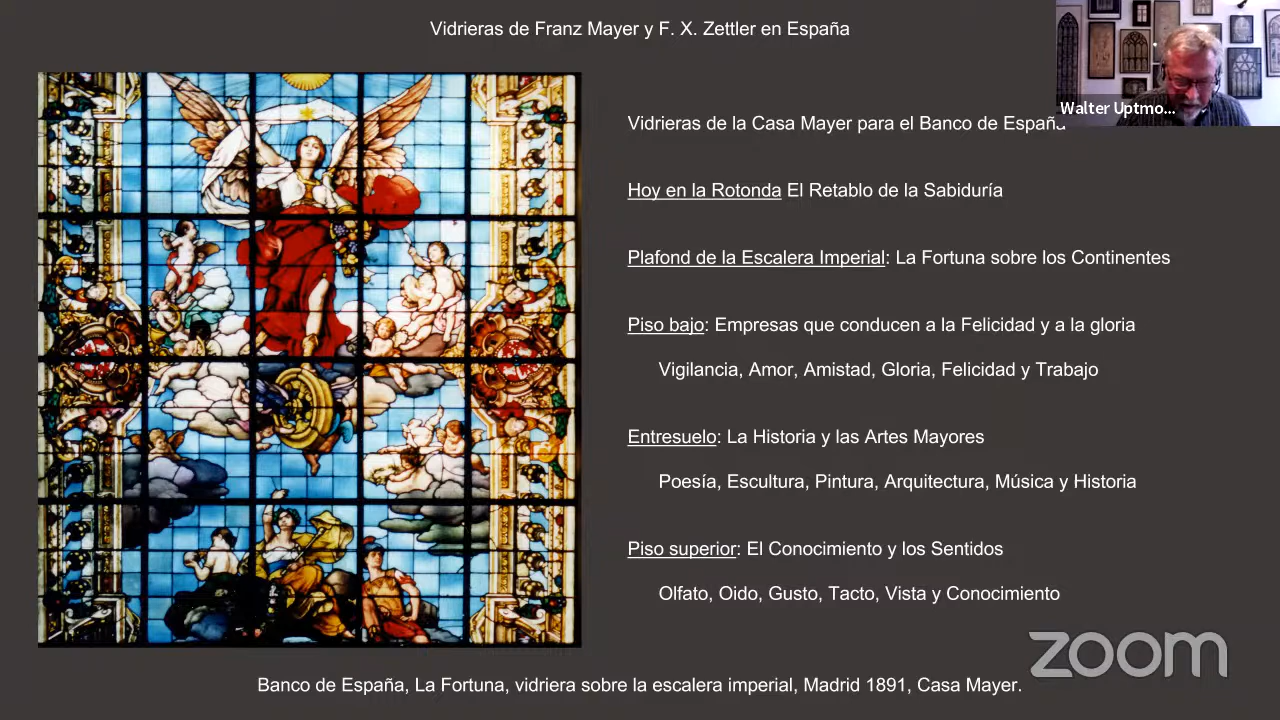 Vidrieras de Franz Mayer y F. X. Zettler en España
Walter Uptmo...
Vidrieras de la Casa Mayer para el Banco de España
Hoy en la Rotonda El Retablo de la Sabiduría
Plafond de la Escalera Imperial: La Fortuna sobre los Continentes
Piso bajo: Empresas que conducen a la Felicidad y a la gloria
Vigilancia, Amor, Amistad, Gloria, Felicidad y Trabajo
Entresuelo: La Historia y las Artes Mayores
Poesía, Escultura, Pintura, Arquitectura, Música y Historia
Piso superior: El Conocimiento y los Sentidos
Olfato, Oido, Gusto, Tacto, Vista y Conocimiento
zoom
Banco de España, La Fortuna, vidriera sobre la escalera imperial, Madrid 1891, Casa Mayer.